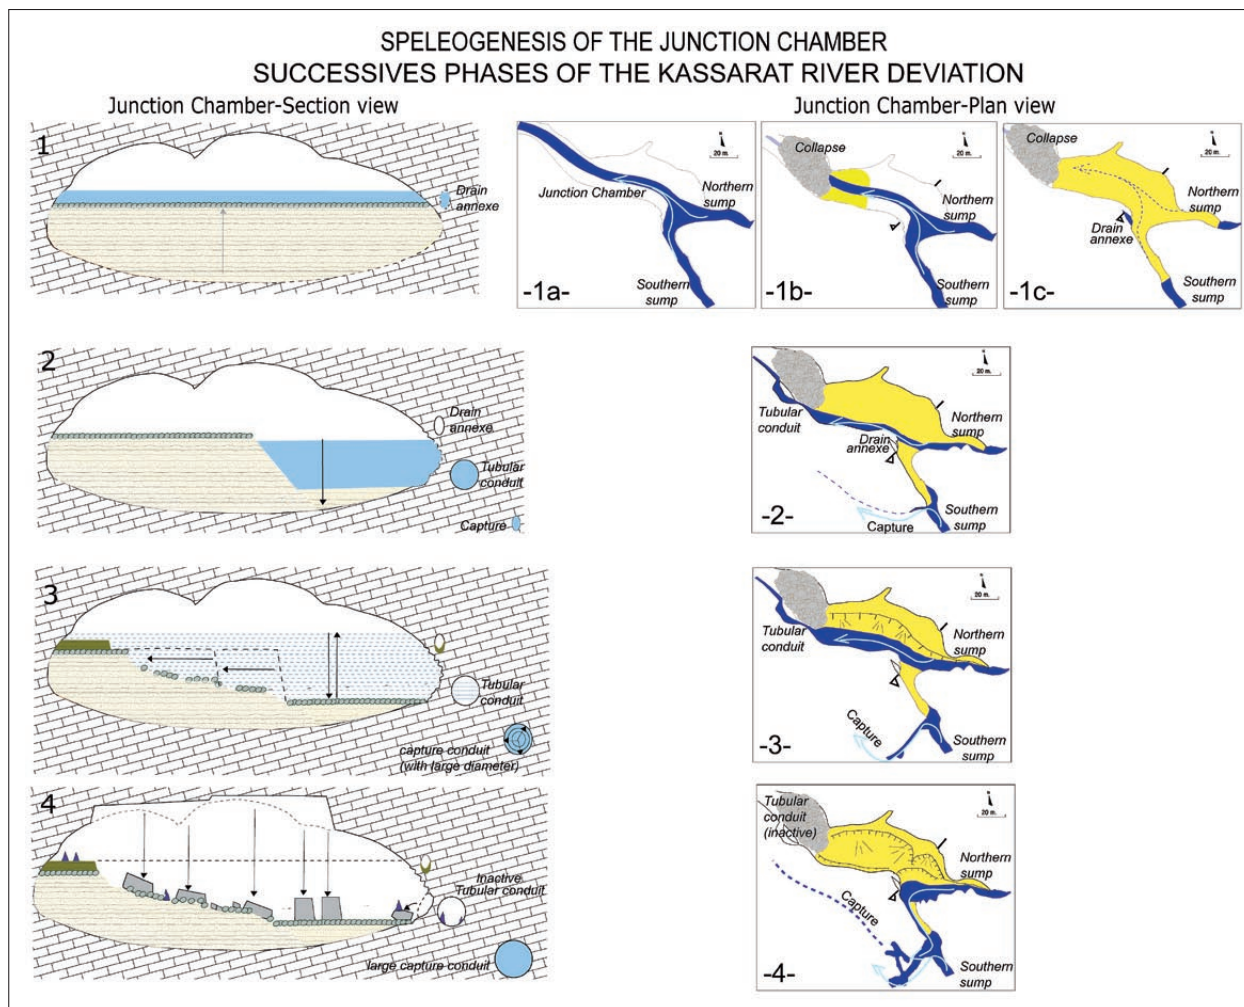 SPELEOGENESIS OF THE JUNCTION CHAMBER
SUCCESSIVES PHASES OF THE KASSARAT RIVER DEVIATION
Junction Chamber-Section view
Junction Chamber-Plan view
1
Drain
annexe
20 m.
Junction Chamber
Northern
sump
Southern
sump
-1a-
Collapse
20 m.
Northern
sump
Southern
sump
-1b-
Collapse
20 m.
Northern
sump
Drain
annexe
Southern
sump
-1c-
2
Drain
annexe
Tubular
conduit
Capture
20 m.
Tubular
conduit
Northern
sump
Drain
annexe
Capture
Southern
sump
-2-
3
Tubular
conduit
capture conduit
(with large diameter)
20 m.
Tubular
conduit
Northern
sump
Capture
Southern
sump
-3-
4
Inactive
Tubular conduit
large capture conduit
Tubular
conduit
(inactive)
20 m.
Northern
sump
Capture
Southern
sump
-4-